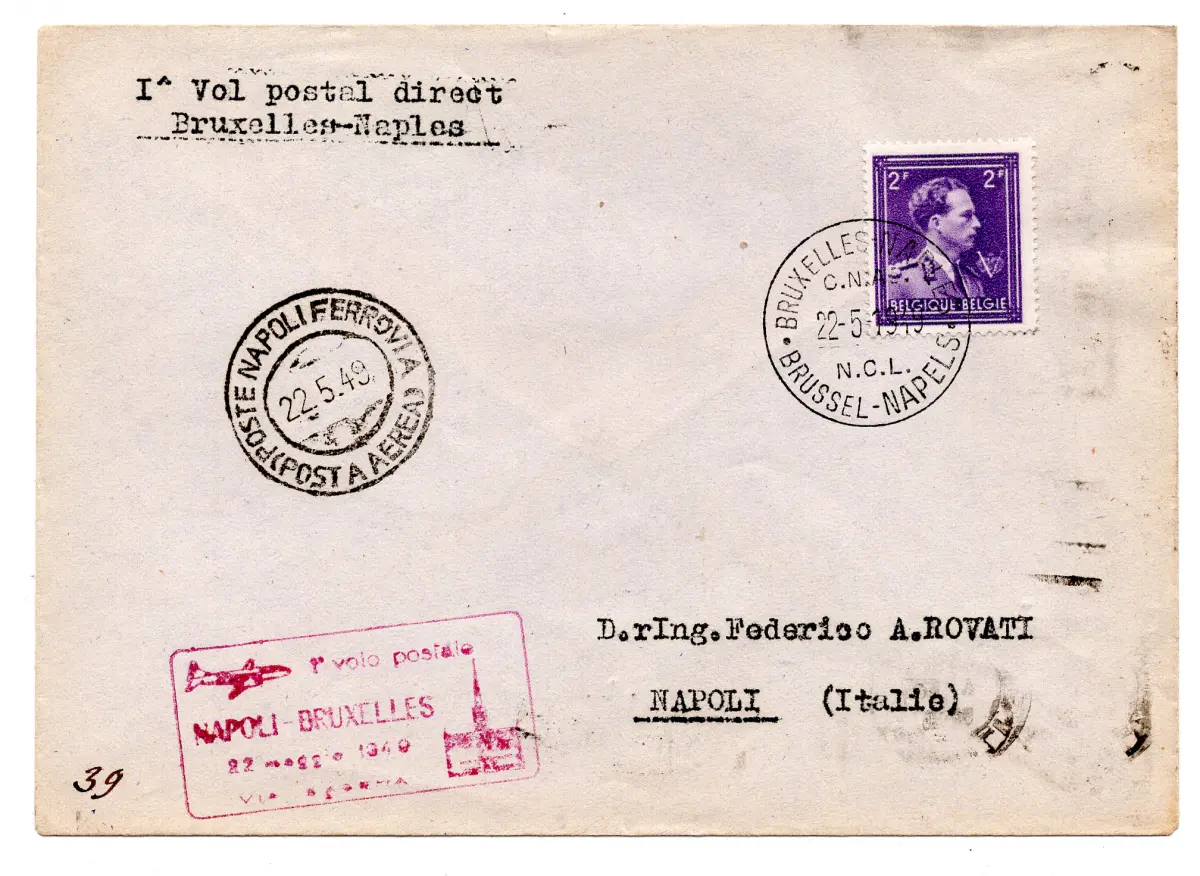 I^ Vol postal direct
Bruxelles-Naples
2F 2F
V
BELGIQUE·BELGIE
BRUXELLES-
C.N.A.S.
22-5-1949
N.C.L.
BRUSSEL-NAPELS
POSTE NAPOLI FERROVIA
22.5.49.
(POSTA AEREA)
D.rIng.Federico A.ROVATI
NAPOLI (Italie)
1° volo postale
NAPOLI-BRUXELLES
22 maggio 1949
39